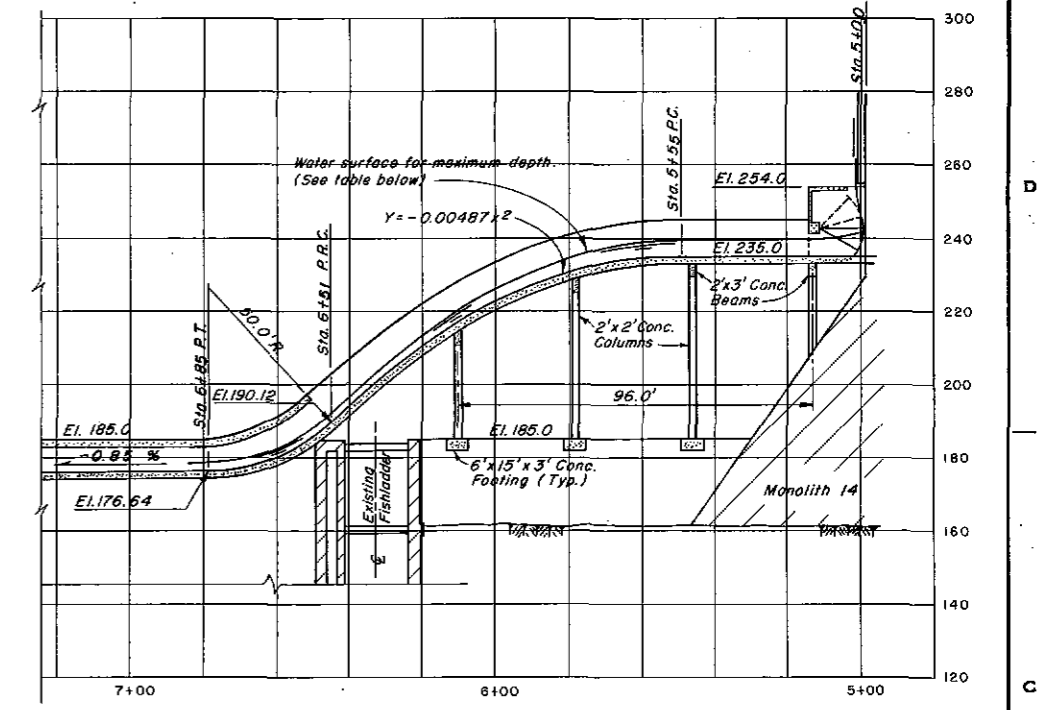 300
Sta. 5+00
280
Sta. 5+55 P.C.
Water surface for maximum depth
(See table below)
260
El. 254.0
D
Y=-0.00487x2
240
El. 235.0
Sta. 6+51 P.R.C.
2'x3' Conc.
Beams
50.0'R
220
Sta. 6+85 P.T.
2'x2' Conc.
Columns
El.190.12
200
96.0'
El. 185.0
El. 185.0
-0.85 %
180
6'x15'x3' Conc.
Footing (Typ.)
Existing
Fishladder
Monolith 14
El.176.64
160
℄
140
120
7+00
6+00
5+00
C